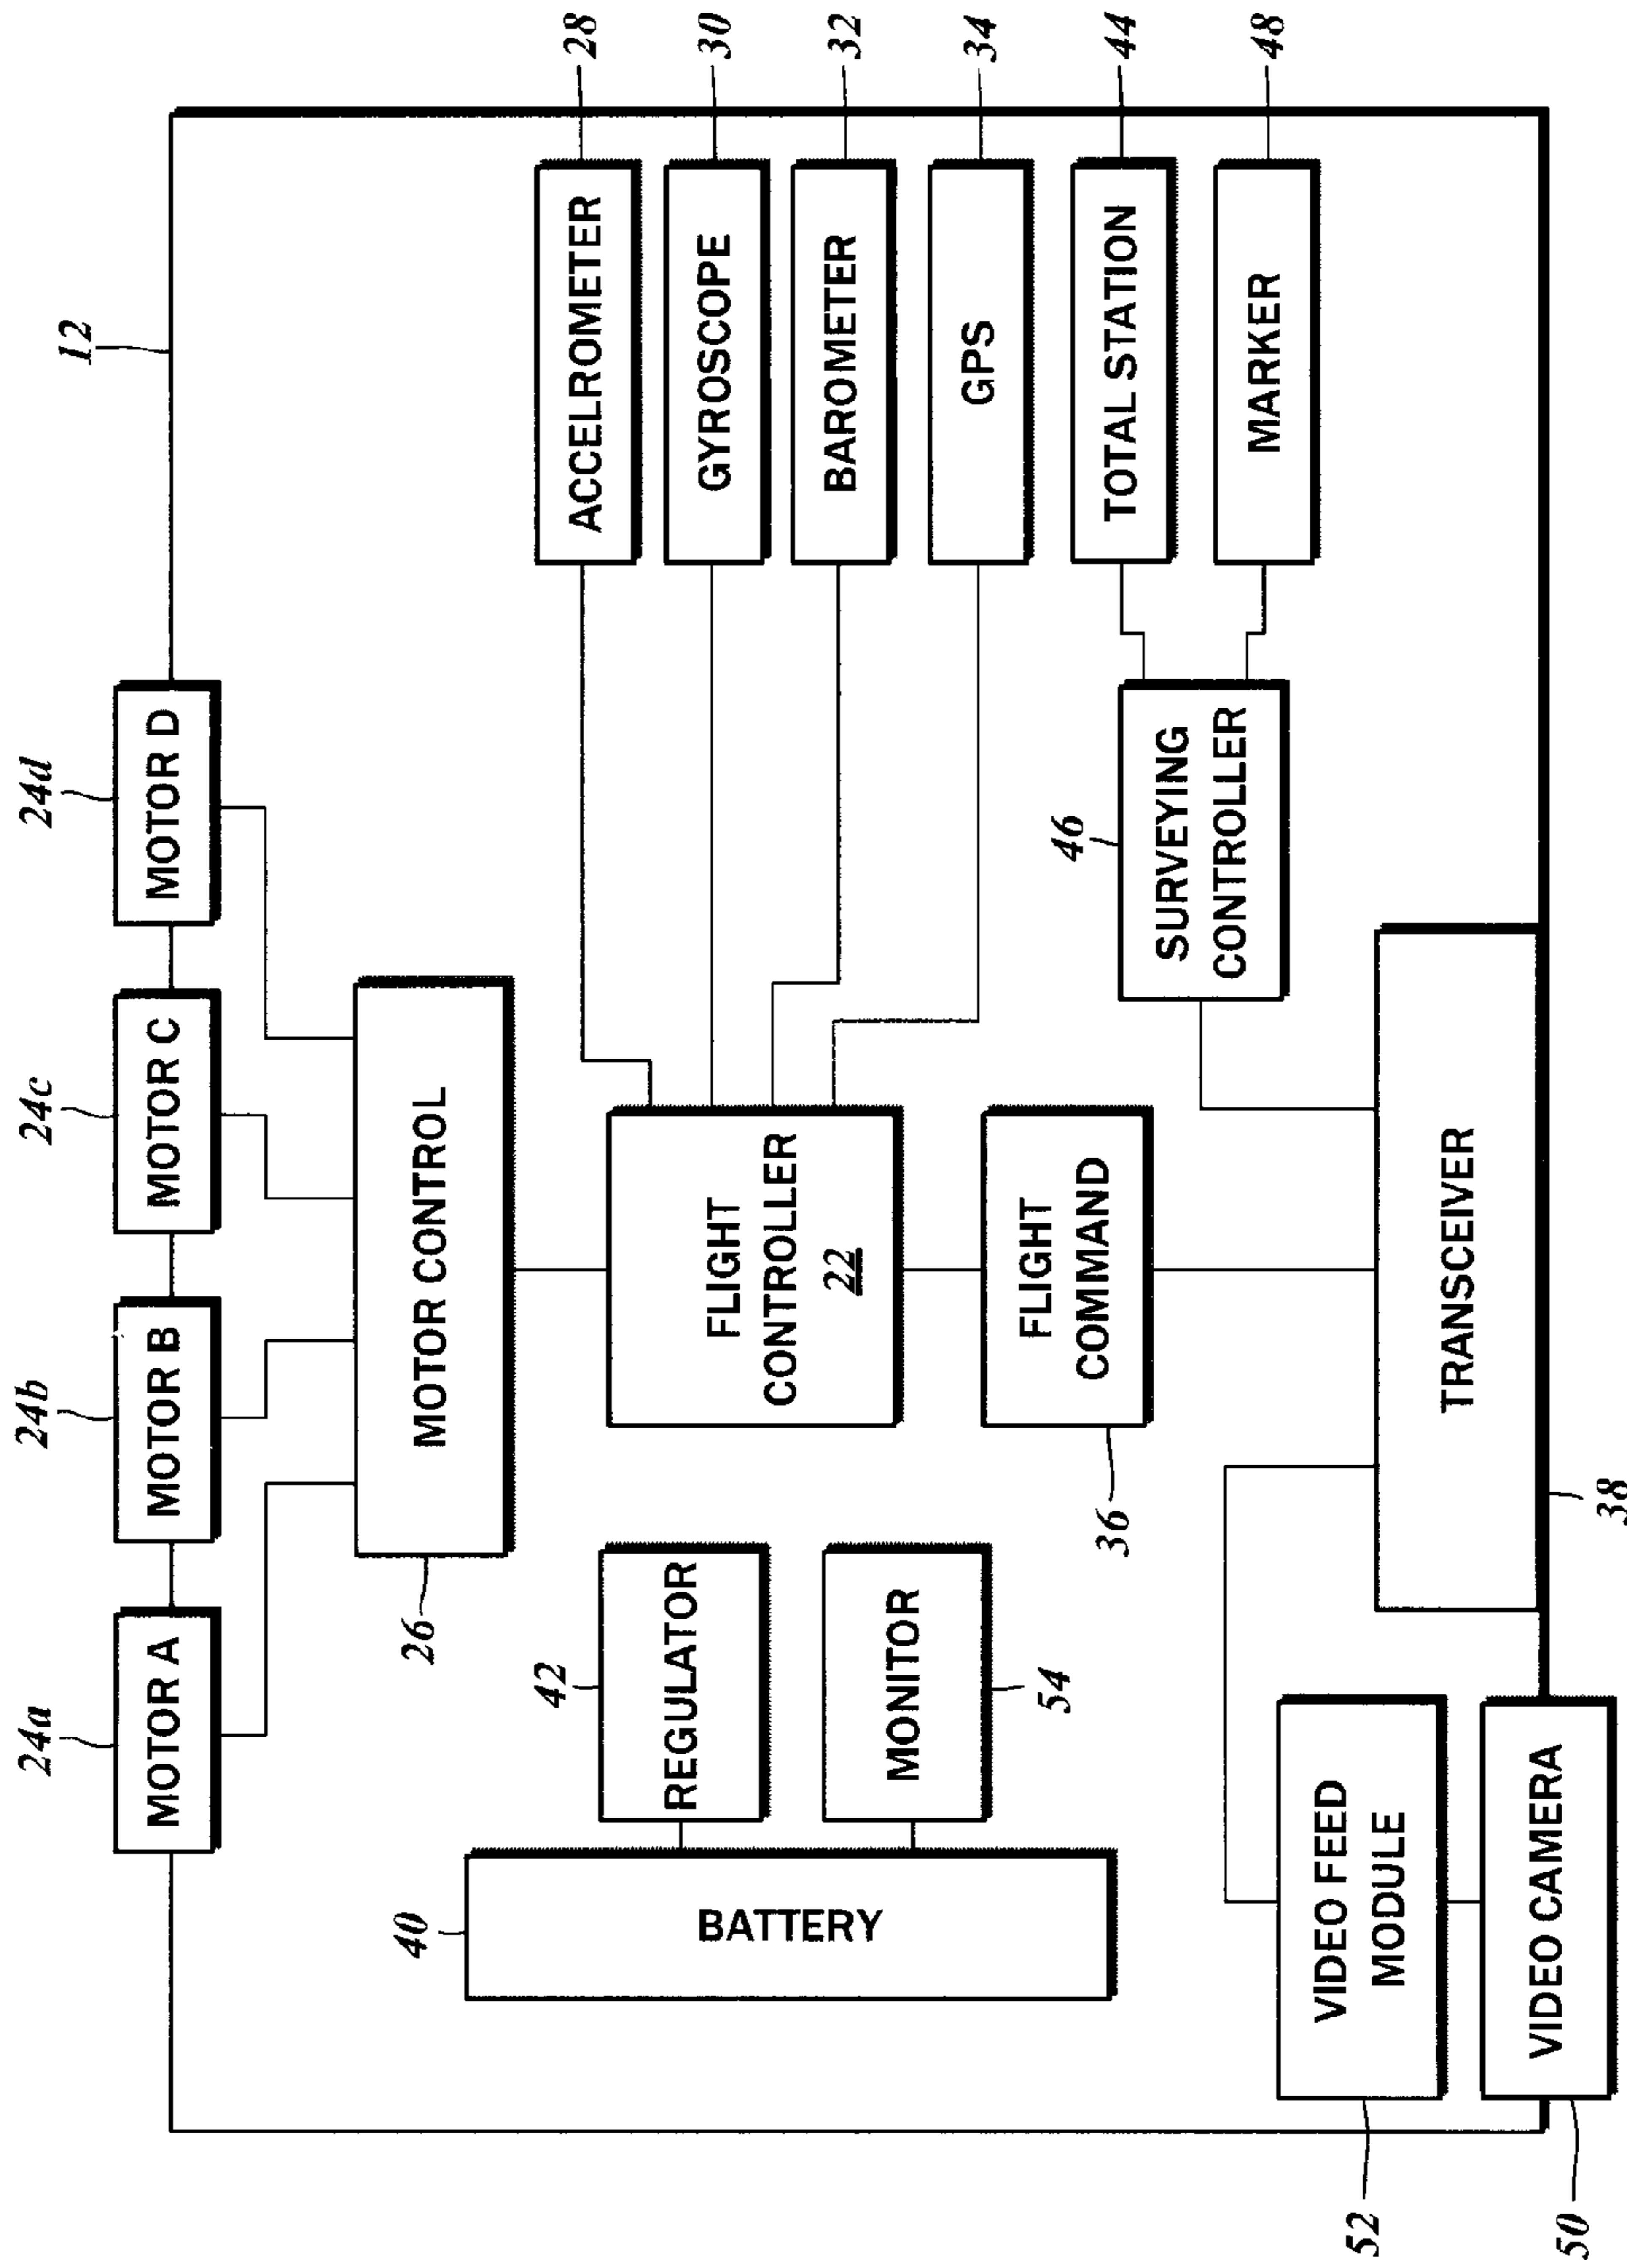 12
24a
24b
24c
24d
MOTOR A
MOTOR B
MOTOR C
MOTOR D
MOTOR CONTROL
26
ACCELROMETER
28
GYROSCOPE
30
BAROMETER
32
GPS
34
TOTAL STATION
44
MARKER
48
42
REGULATOR
FLIGHT
CONTROLLER
22
40
BATTERY
MONITOR
54
FLIGHT
COMMAND
36
46
SURVEYING
CONTROLLER
VIDEO FEED
MODULE
52
TRANSCEIVER
38
VIDEO CAMERA
50